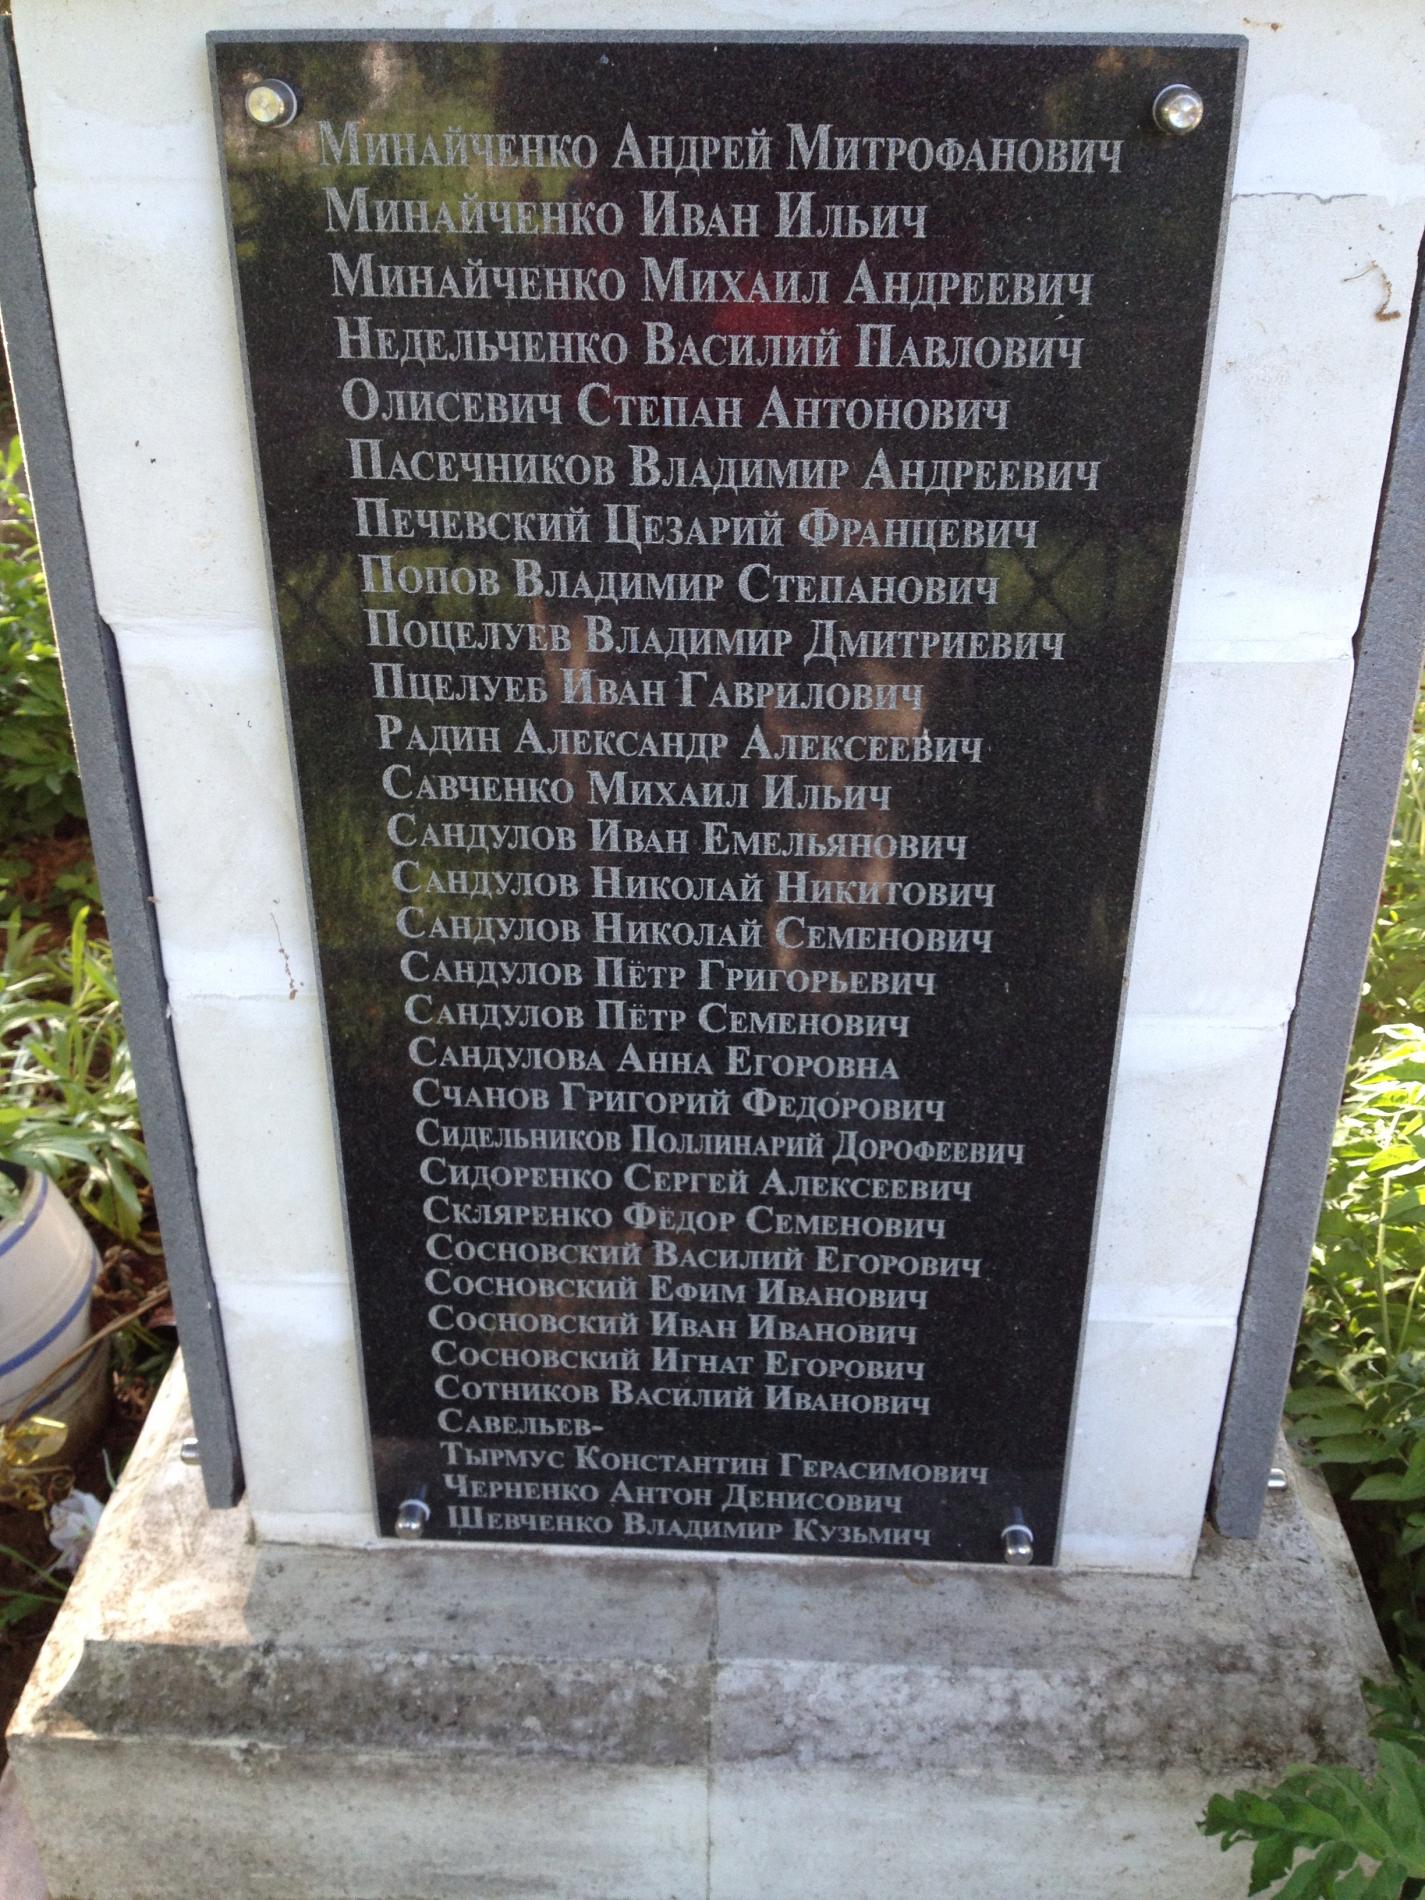 Минайченко Андрей Митрофанович
Минайченко Иван Ильич
Минайченко Михаил Андреевич
Недельченко Василий Павлович
Олисевич Степан Антонович
Пасечников Владимир Андреевич
Печевский Цезарий Францевич
Попов Владимир Степанович
Поцелуев Владимир Дмитриевич
Пцелуеб Иван Гаврилович
Радин Александр Алексеевич
Савченко Михаил Ильич
Сандулов Иван Емельянович
Сандулов Николай Никитович
Сандулов Николай Семенович
Сандулов Пётр Григорьевич
Сандулов Пётр Семенович
Сандулова Анна Егоровна
Счанов Григорий Федорович
Сидельников Поллинарий Дорофеевич
Сидоренко Сергей Алексеевич
Скляренко Фёдор Семенович
Сосновский Василий Егорович
Сосновский Ефим Иванович
Сосновский Иван Иванович
Сосновский Игнат Егорович
Сотников Василий Иванович
Савельев-
Тырмус Константин Герасимович
Черненко Антон Денисович
Шевченко Владимир Кузьмич